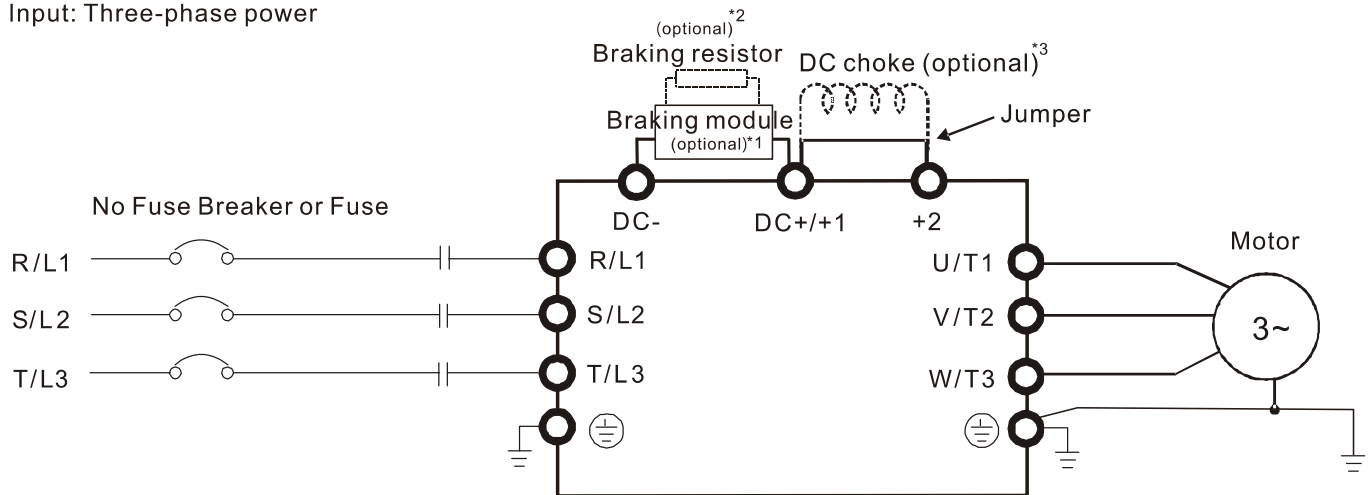 Input: Three-phase power
(optional)*2
Braking resistor
DC choke (optional)*3
Braking module
(optional)*1
Jumper
No Fuse Breaker or Fuse
DC-
DC+/+1
+2
Motor
R/L1
R/L1
U/T1
S/L2
S/L2
V/T2
3~
T/L3
T/L3
W/T3